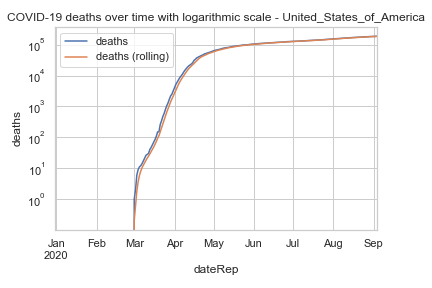 COVID-19 deaths over time with logarithmic scale - United_States_of_America
deaths
deaths (rolling)
10^5
10^4
10^3
10^2
10^1
10^0
deaths
Jan Feb Mar Apr May Jun Jul Aug Sep
2020
dateRep